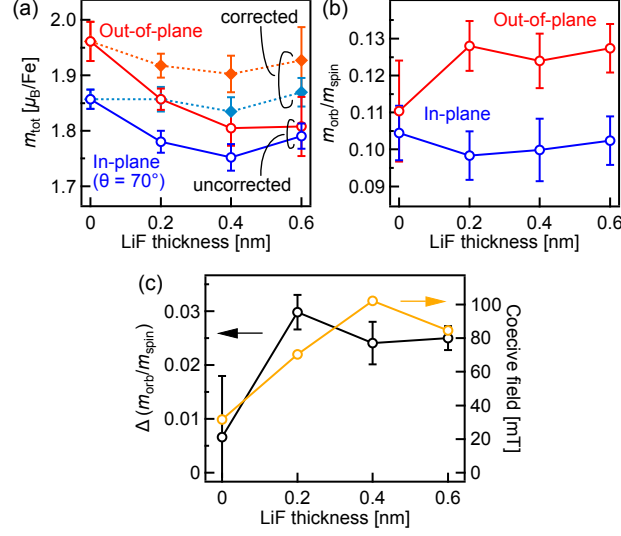 (a)
2.0
1.9
1.8
1.7
m_tot [μ_B/Fe]
Out-of-plane
corrected
In-plane
(θ = 70°)
uncorrected
0
0.2
0.4
0.6
LiF thickness [nm]
(b)
0.13
0.12
0.11
0.10
0.09
m_orb/m_spin
Out-of-plane
In-plane
0
0.2
0.4
0.6
LiF thickness [nm]
(c)
0.03
0.02
0.01
0
Δ (m_orb/m_spin)
100
80
60
40
20
0
Coecive field [mT]
0
0.2
0.4
0.6
LiF thickness [nm]